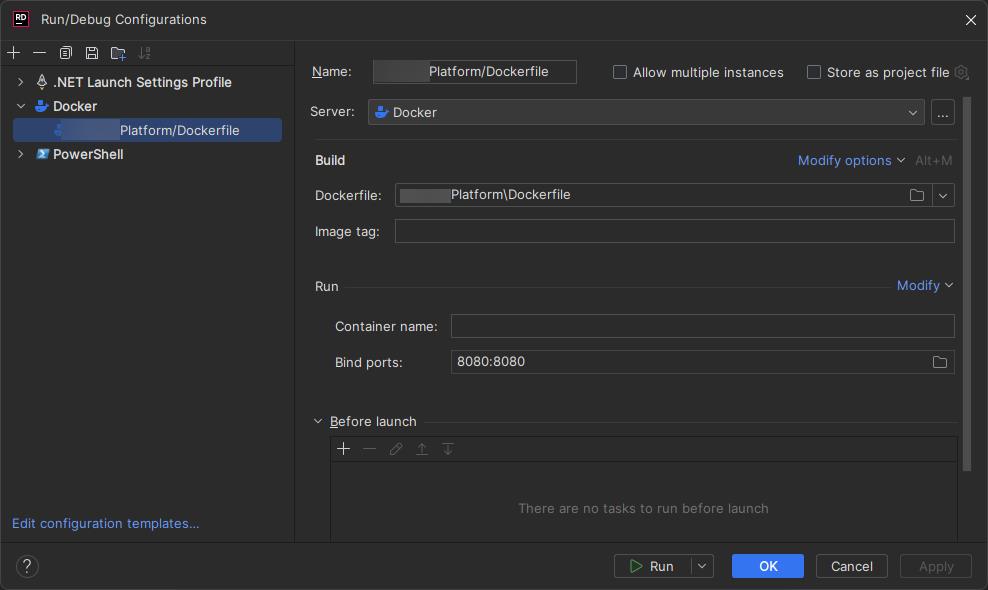 RD Run/Debug Configurations
Name: Platform/Dockerfile Allow multiple instances Store as project file
.NET Launch Settings Profile
Docker
Platform/Dockerfile
PowerShell
Server: Docker ...
Build Modify options Alt+M
Dockerfile: Platform\Dockerfile
Image tag:
Run Modify
Container name:
Bind ports: 8080:8080
Before launch
There are no tasks to run before launch
Edit configuration templates...
? Run OK Cancel Apply